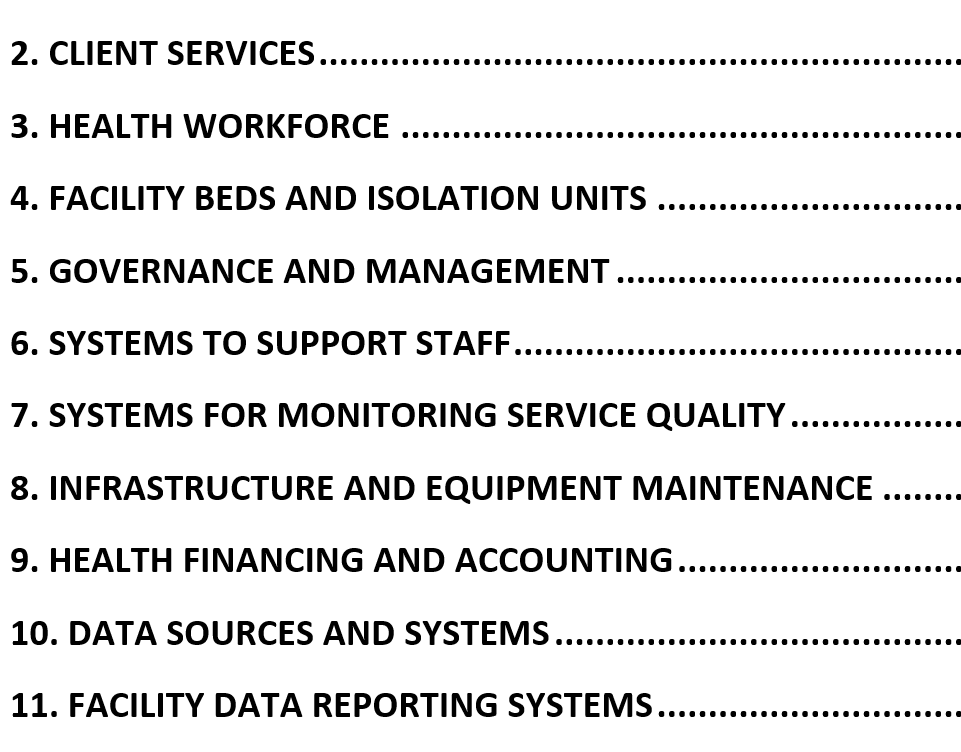 2. CLIENT SERVICES................................................................
3. HEALTH WORKFORCE ........................................................
4. FACILITY BEDS AND ISOLATION UNITS ..............................
5. GOVERNANCE AND MANAGEMENT ..................................
6. SYSTEMS TO SUPPORT STAFF.............................................
7. SYSTEMS FOR MONITORING SERVICE QUALITY .................
8. INFRASTRUCTURE AND EQUIPMENT MAINTENANCE ........
9. HEALTH FINANCING AND ACCOUNTING............................
10. DATA SOURCES AND SYSTEMS ........................................
11. FACILITY DATA REPORTING SYSTEMS ..............................